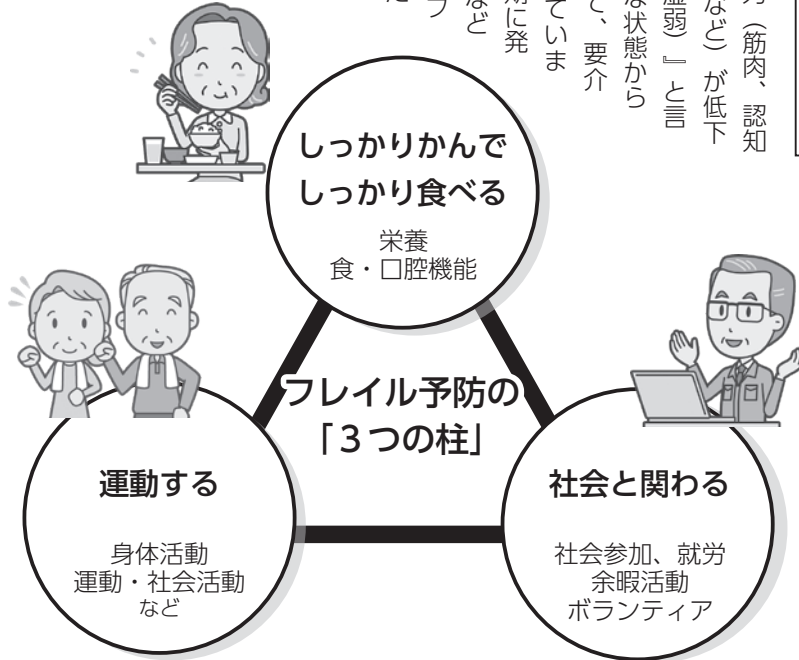 （筋肉、認知
など）が低下
虚弱）』と言
な状態から
て、要介
ていま
期に発
など
フ
しっかりかんで
しっかり食べる
栄養
食・口腔機能
フレイル予防の
「３つの柱」
運動する
身体活動
運動・社会活動
など
社会と関わる
社会参加、就労
余暇活動
ボランティア